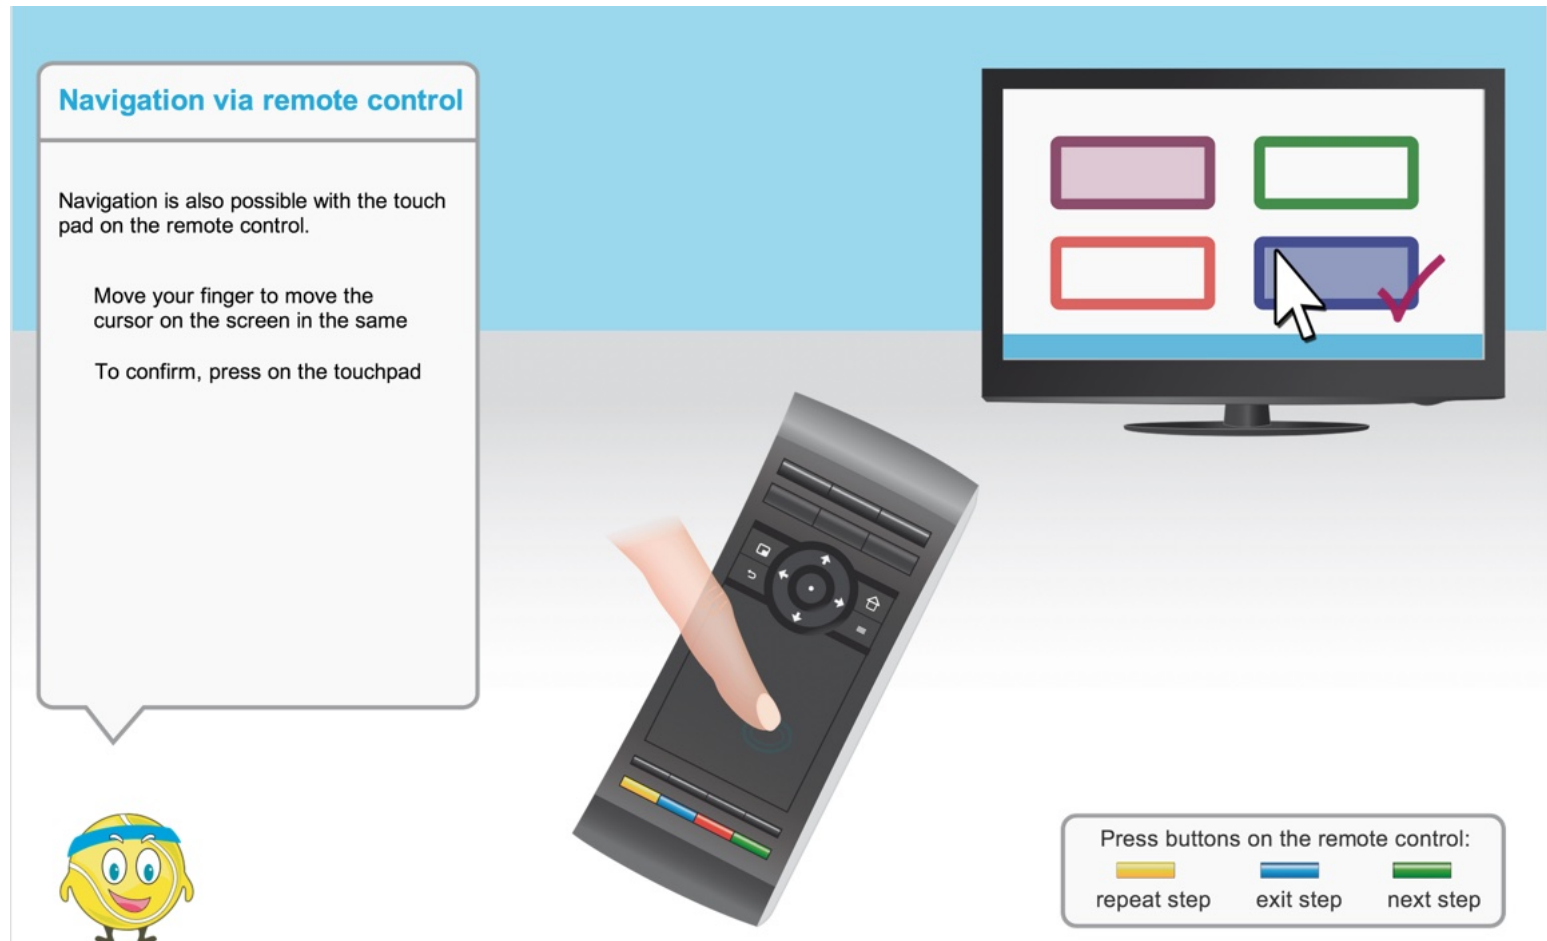 Navigation via remote control
Navigation is also possible with the touch
pad on the remote control.
Move your finger to move the
cursor on the screen in the same
To confirm, press on the touchpad
Press buttons on the remote control:
repeat step exit step next step